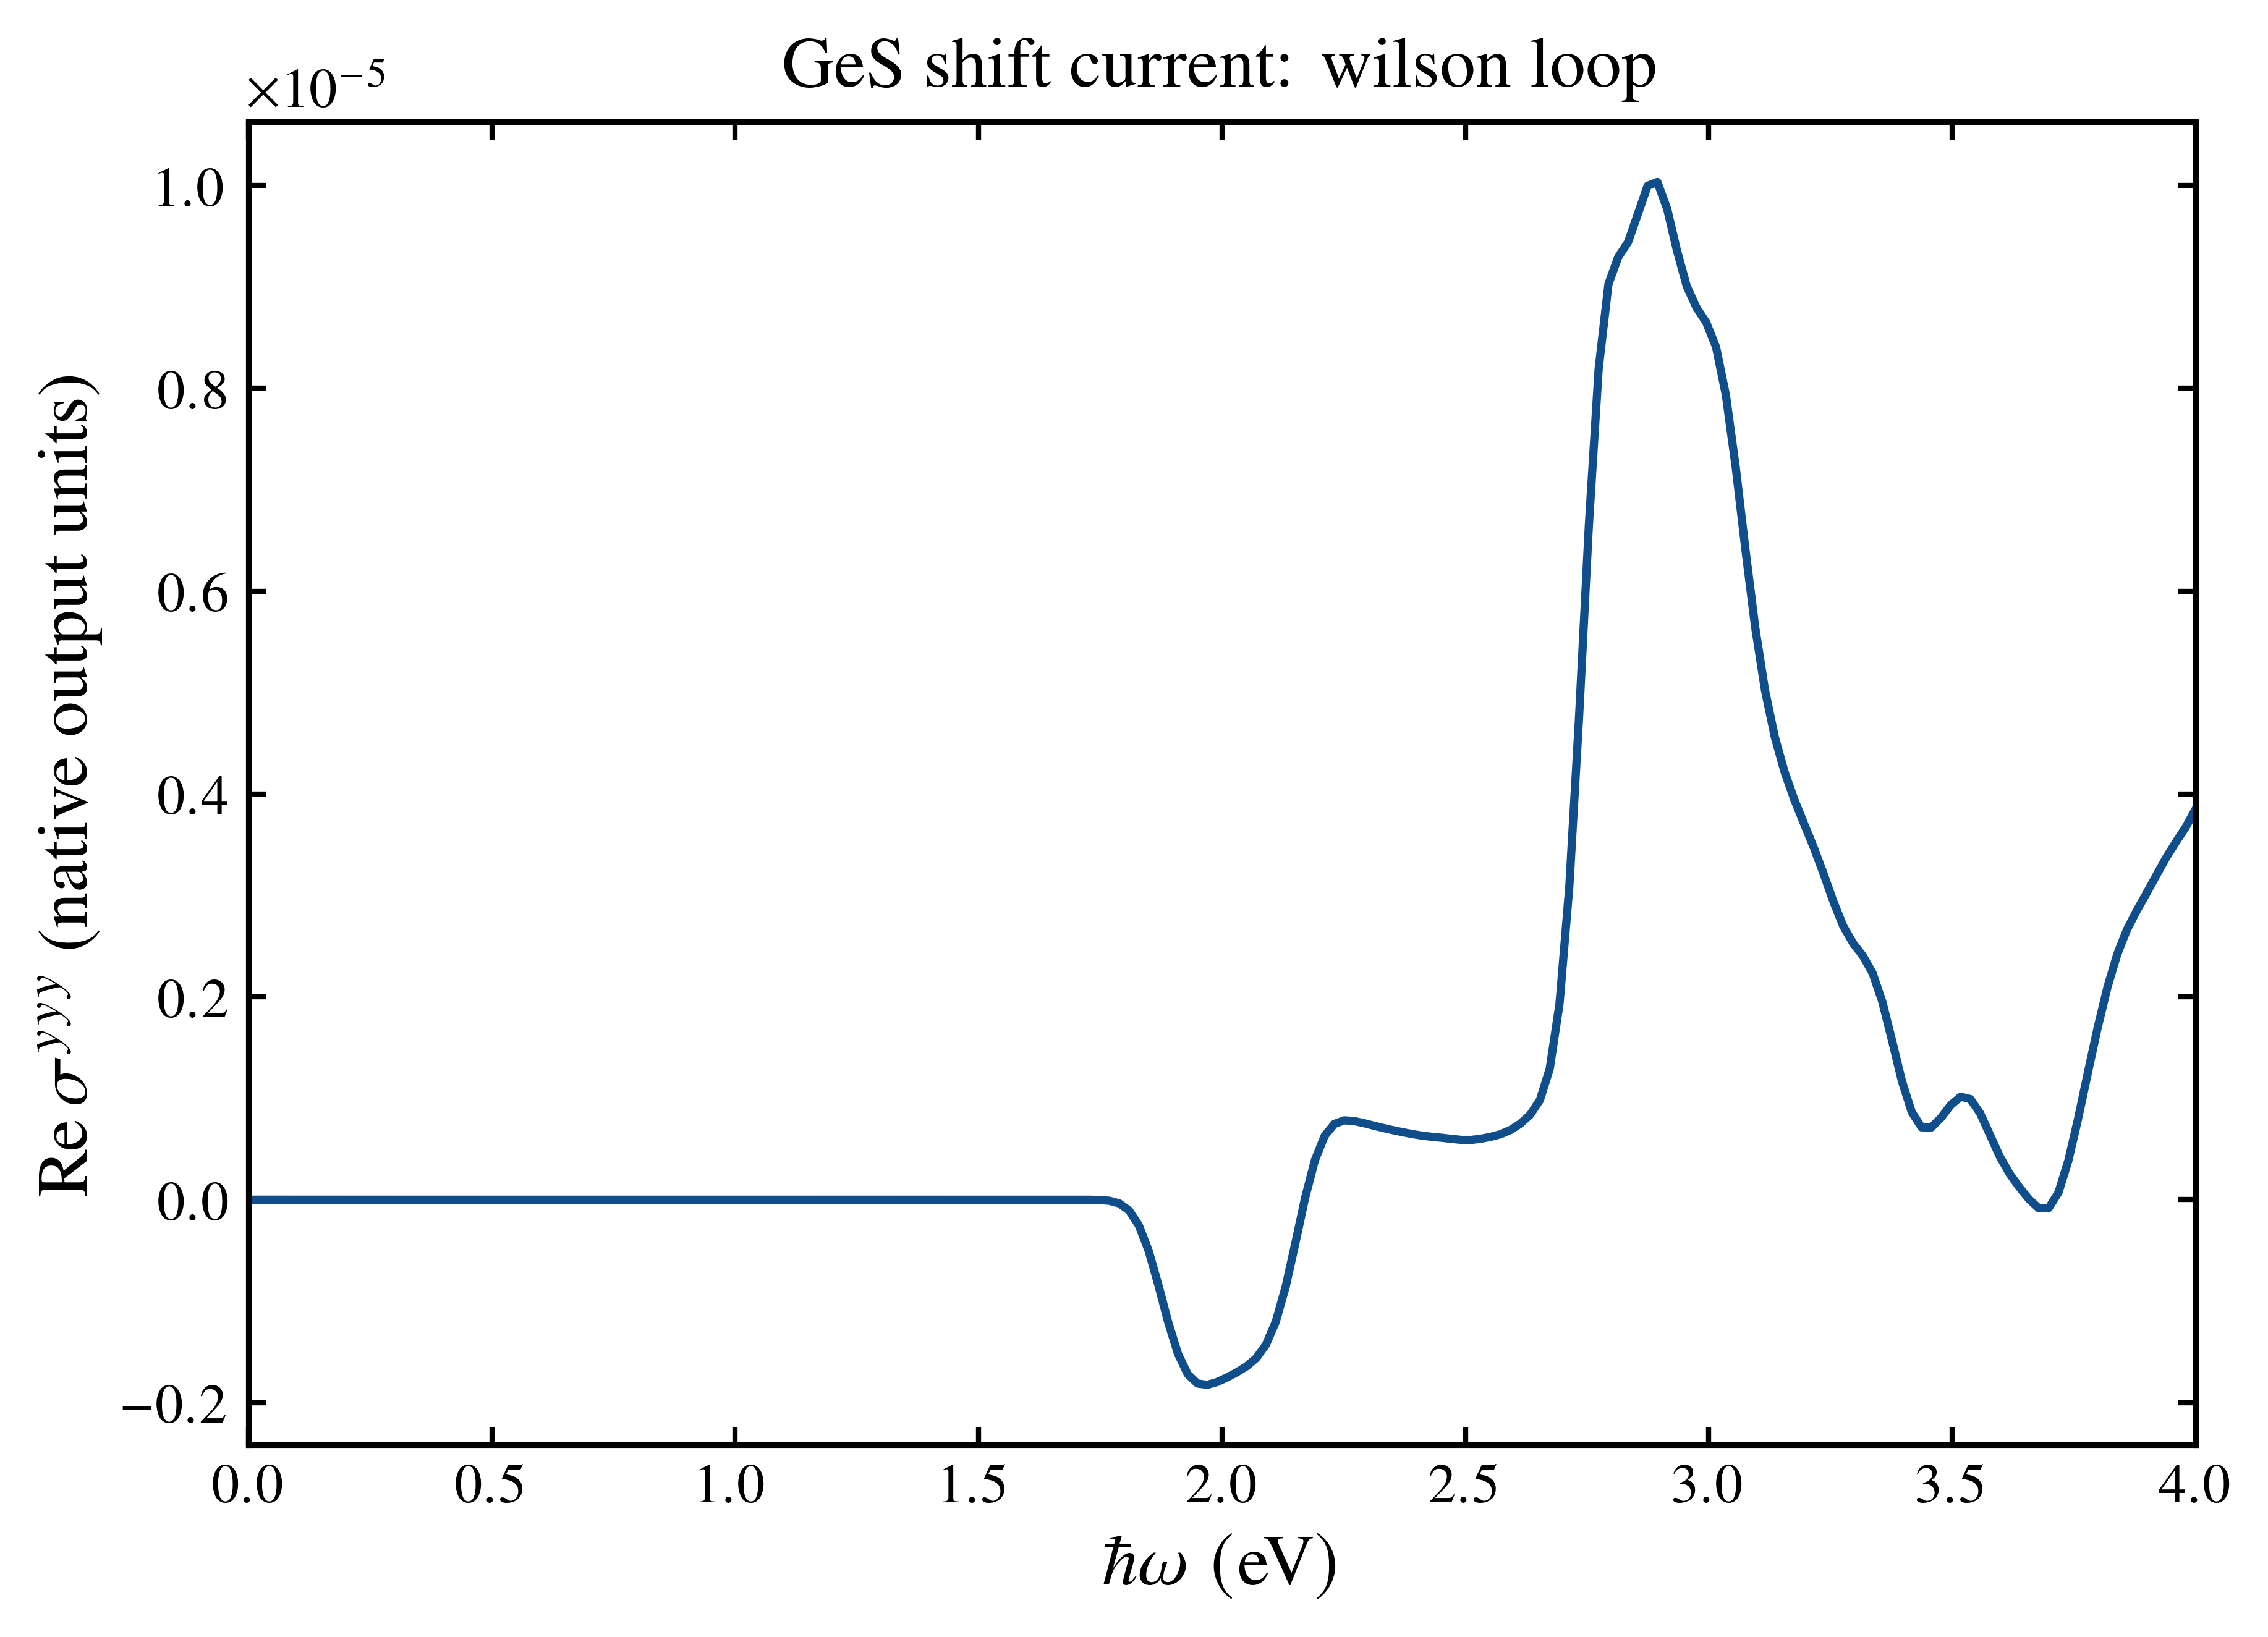 GeS shift current: wilson loop
×10⁻⁵
Re σʸʸʸ (native output units)
1.0
0.8
0.6
0.4
0.2
0.0
−0.2
0.0 0.5 1.0 1.5 2.0 2.5 3.0 3.5 4.0
ℏω (eV)